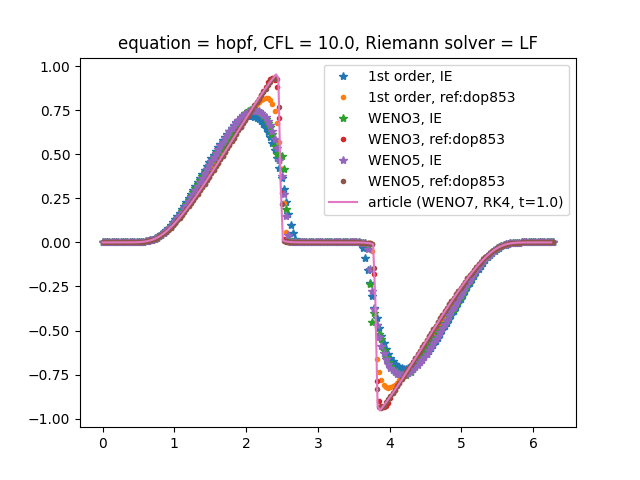 equation = hopf, CFL = 10.0, Riemann solver = LF
1.00
0.75
0.50
0.25
0.00
−0.25
−0.50
−0.75
−1.00
1st order, IE
1st order, ref:dop853
WENO3, IE
WENO3, ref:dop853
WENO5, IE
WENO5, ref:dop853
article (WENO7, RK4, t=1.0)
0 1 2 3 4 5 6